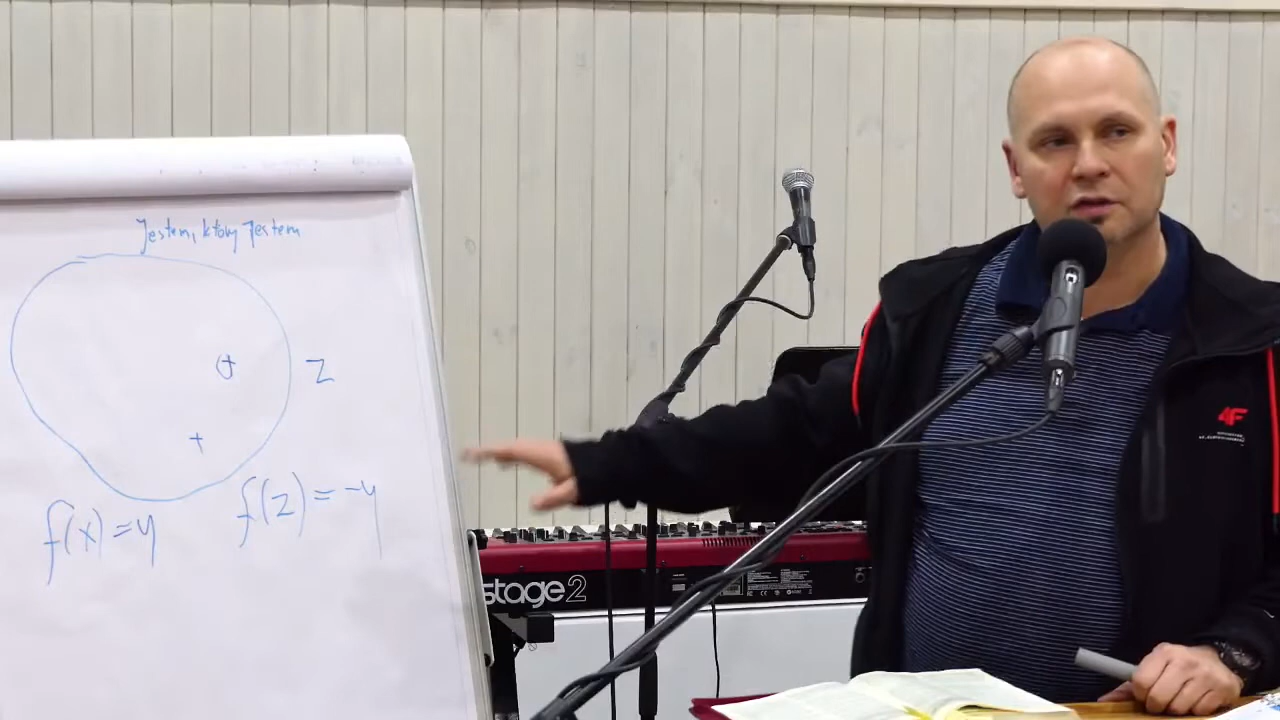 Jestem, który Jestem
+
Z
+
f(x)=y
f(z)=-y
4F
stage2